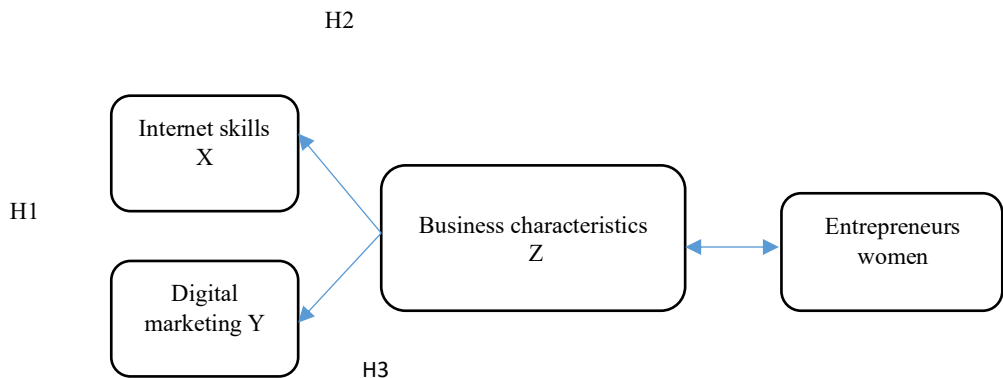 H2
Internet skills
X
H1
Business characteristics
Z
Entrepreneurs
women
Digital
marketing Y
H3